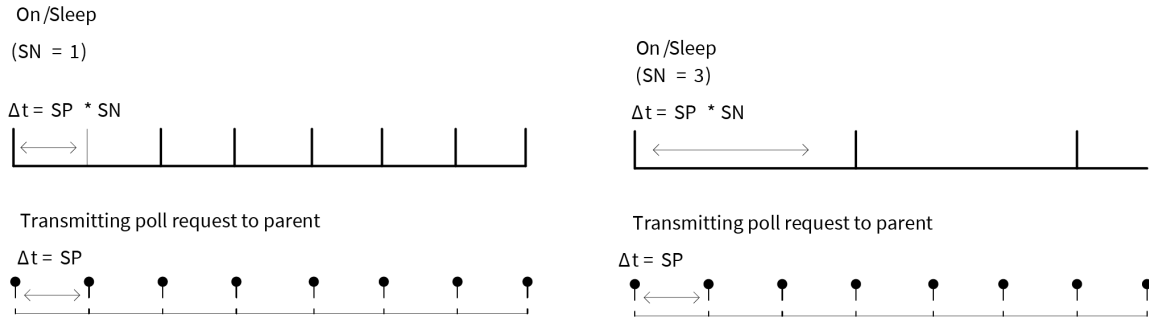 On/Sleep
(SN = 1)
Δt = SP * SN
Transmitting poll request to parent
Δt = SP
On/Sleep
(SN = 3)
Δt = SP * SN
Transmitting poll request to parent
Δt = SP